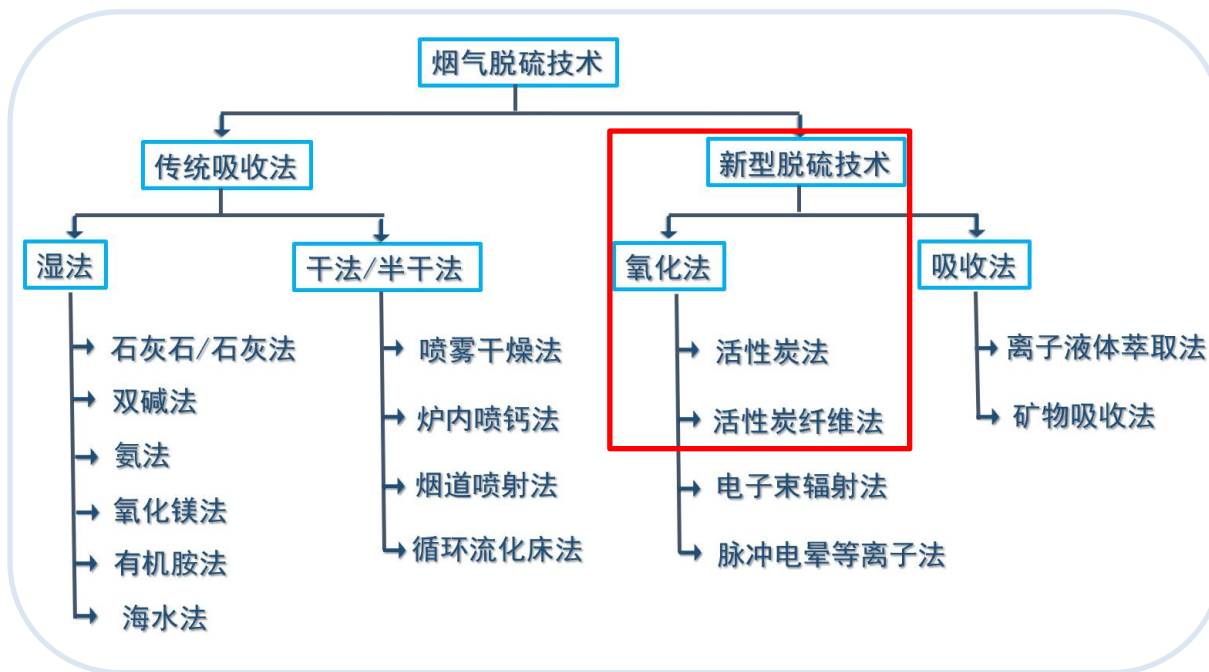 烟气脱硫技术
传统吸收法
新型脱硫技术
湿法
干法/半干法
氧化法
吸收法
石灰石/石灰法
双碱法
氨法
氧化镁法
有机胺法
海水法
喷雾干燥法
炉内喷钙法
烟道喷射法
循环流化床法
活性炭法
活性炭纤维法
电子束辐射法
脉冲电晕等离子法
离子液体萃取法
矿物吸收法